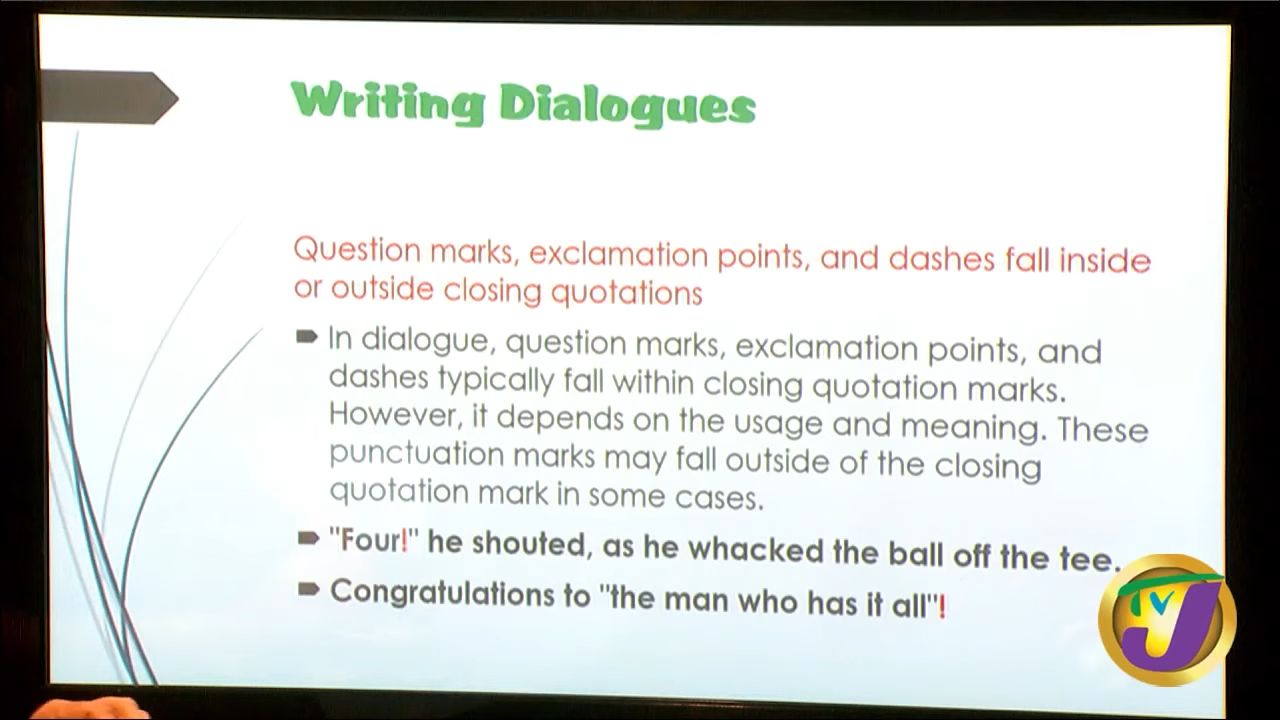 Writing Dialogues
Question marks, exclamation points, and dashes fall inside
or outside closing quotations
In dialogue, question marks, exclamation points, and
dashes typically fall within closing quotation marks.
However, it depends on the usage and meaning. These
punctuation marks may fall outside of the closing
quotation mark in some cases.
"Four!" he shouted, as he whacked the ball off the tee.
Congratulations to "the man who has it all"!
TVJ